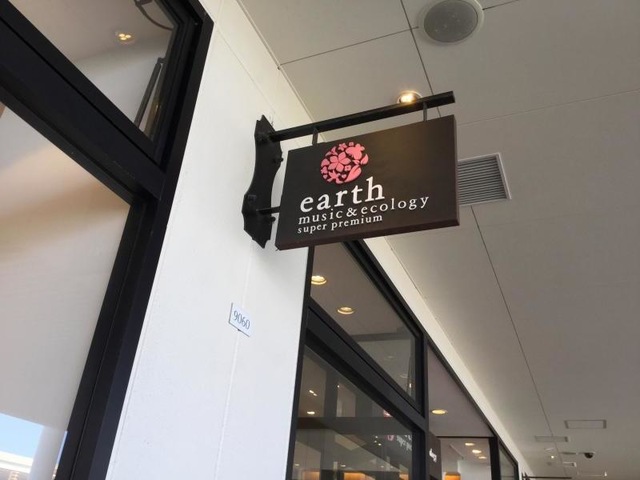 earth
music & ecology
super premium
9060